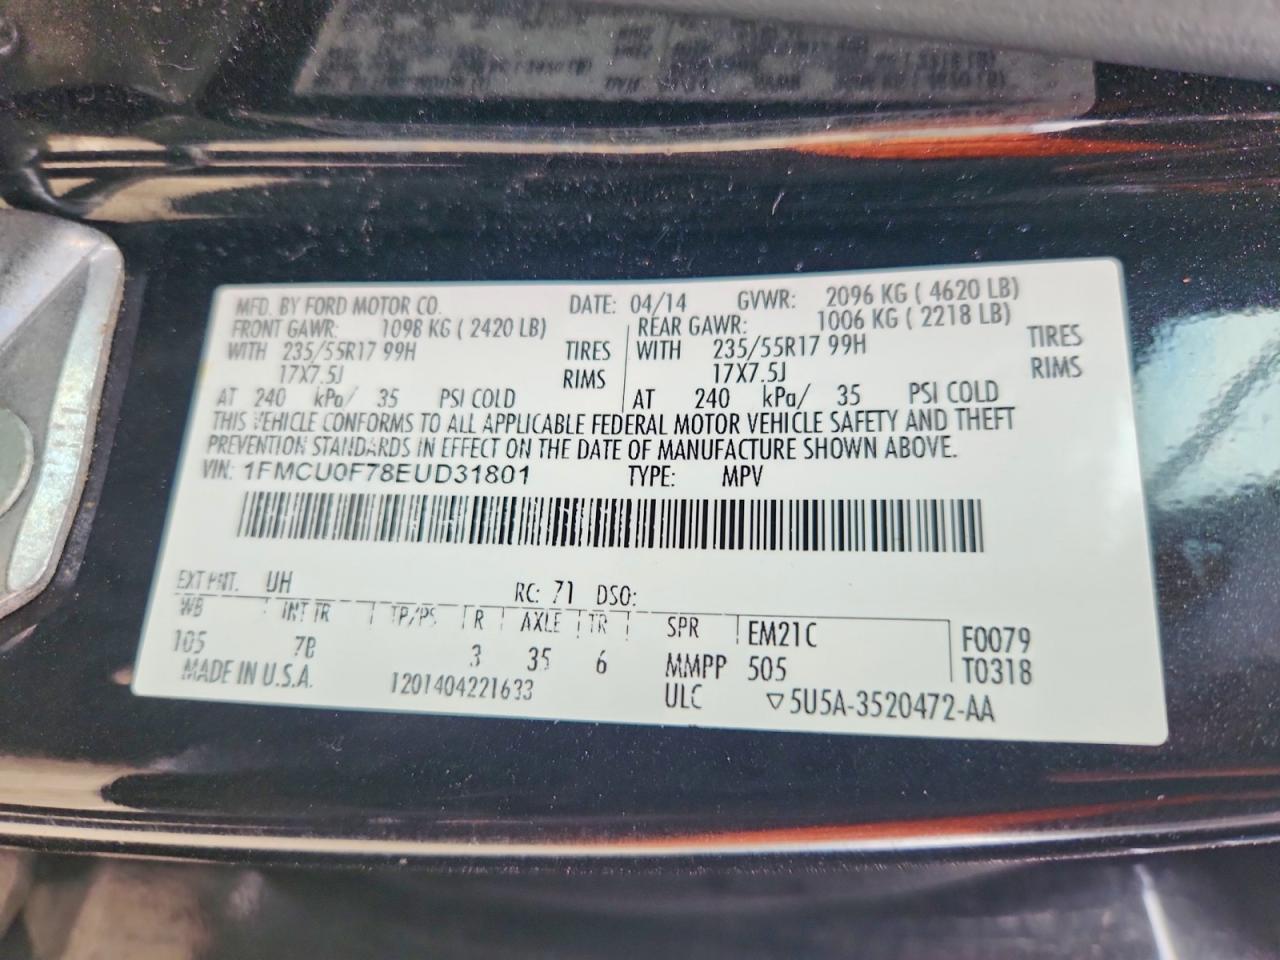 MFD. BY FORD MOTOR CO. DATE: 04/14 GVWR: 2096 KG ( 4620 LB)
FRONT GAWR: 1098 KG ( 2420 LB) REAR GAWR: 1006 KG ( 2218 LB)
WITH 235/55R17 99H TIRES WITH 235/55R17 99H TIRES
17X7.5J RIMS 17X7.5J RIMS
AT 240 kPa/ 35 PSI COLD AT 240 kPa/ 35 PSI COLD
THIS VEHICLE CONFORMS TO ALL APPLICABLE FEDERAL MOTOR VEHICLE SAFETY AND THEFT
PREVENTION STANDARDS IN EFFECT ON THE DATE OF MANUFACTURE SHOWN ABOVE.
VIN: 1FMCU0F78EUD31801 TYPE: MPV
EXT PNT. UH RC: 71 DSO:
WB INT TR TP/PS R AXLE TR SPR EM21C F0079
105 7B 3 35 6 MMPP 505 T0318
MADE IN U.S.A. 1201404221633 ULC ▽5U5A-3520472-AA